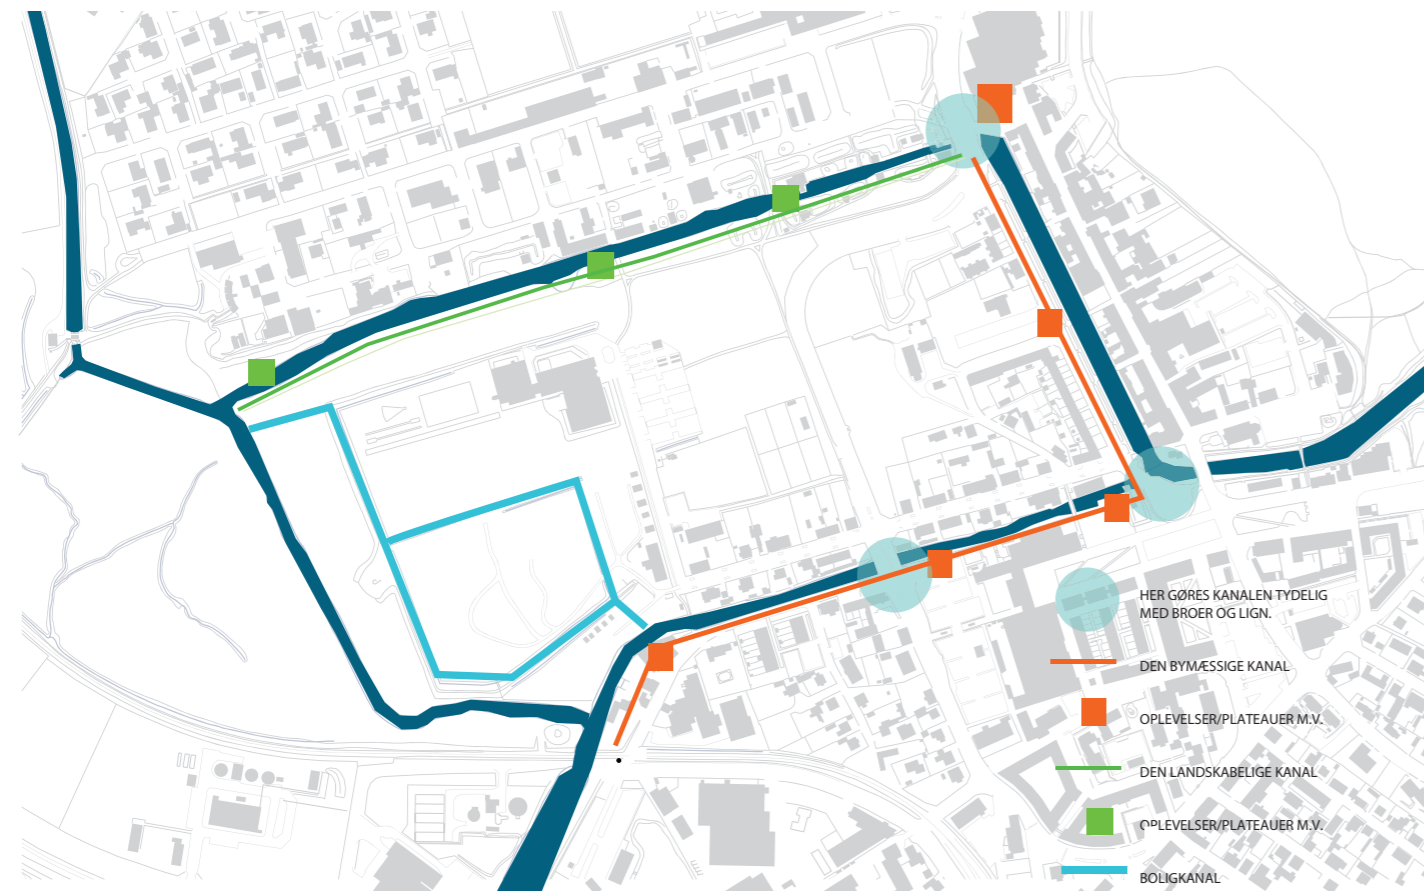 HER GØRES KANALEN TYDELIG
MED BROER OG LIGN.
DEN BYMÆSSIGE KANAL
OPLEVELSER/PLATEAUER M.V.
DEN LANDSKABELIGE KANAL
OPLEVELSER/PLATEAUER M.V.
BOLIGKANAL